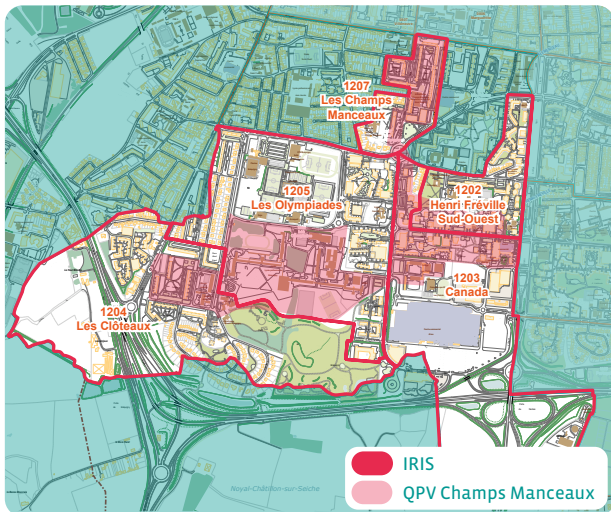 1207
Les Champs
Manceaux
1205
Les Olympiades
1202
Henri Fréville
Sud-Ouest
1203
Canada
1204
Les Clôteaux
Noyal-Châtillon-sur-Seiche
IRIS
QPV Champs Manceaux